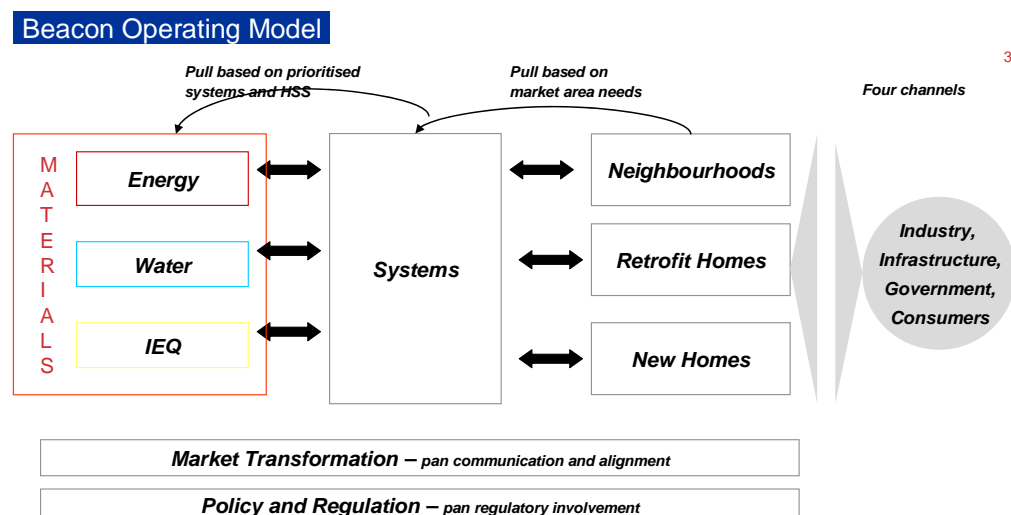 Beacon Operating Model
3
Pull based on prioritised
systems and HSS
Pull based on
market area needs
Four channels
MATERIALS
Energy
Water
IEQ
Systems
Neighbourhoods
Retrofit Homes
New Homes
Industry,
Infrastructure,
Government,
Consumers
Market Transformation – pan communication and alignment
Policy and Regulation – pan regulatory involvement